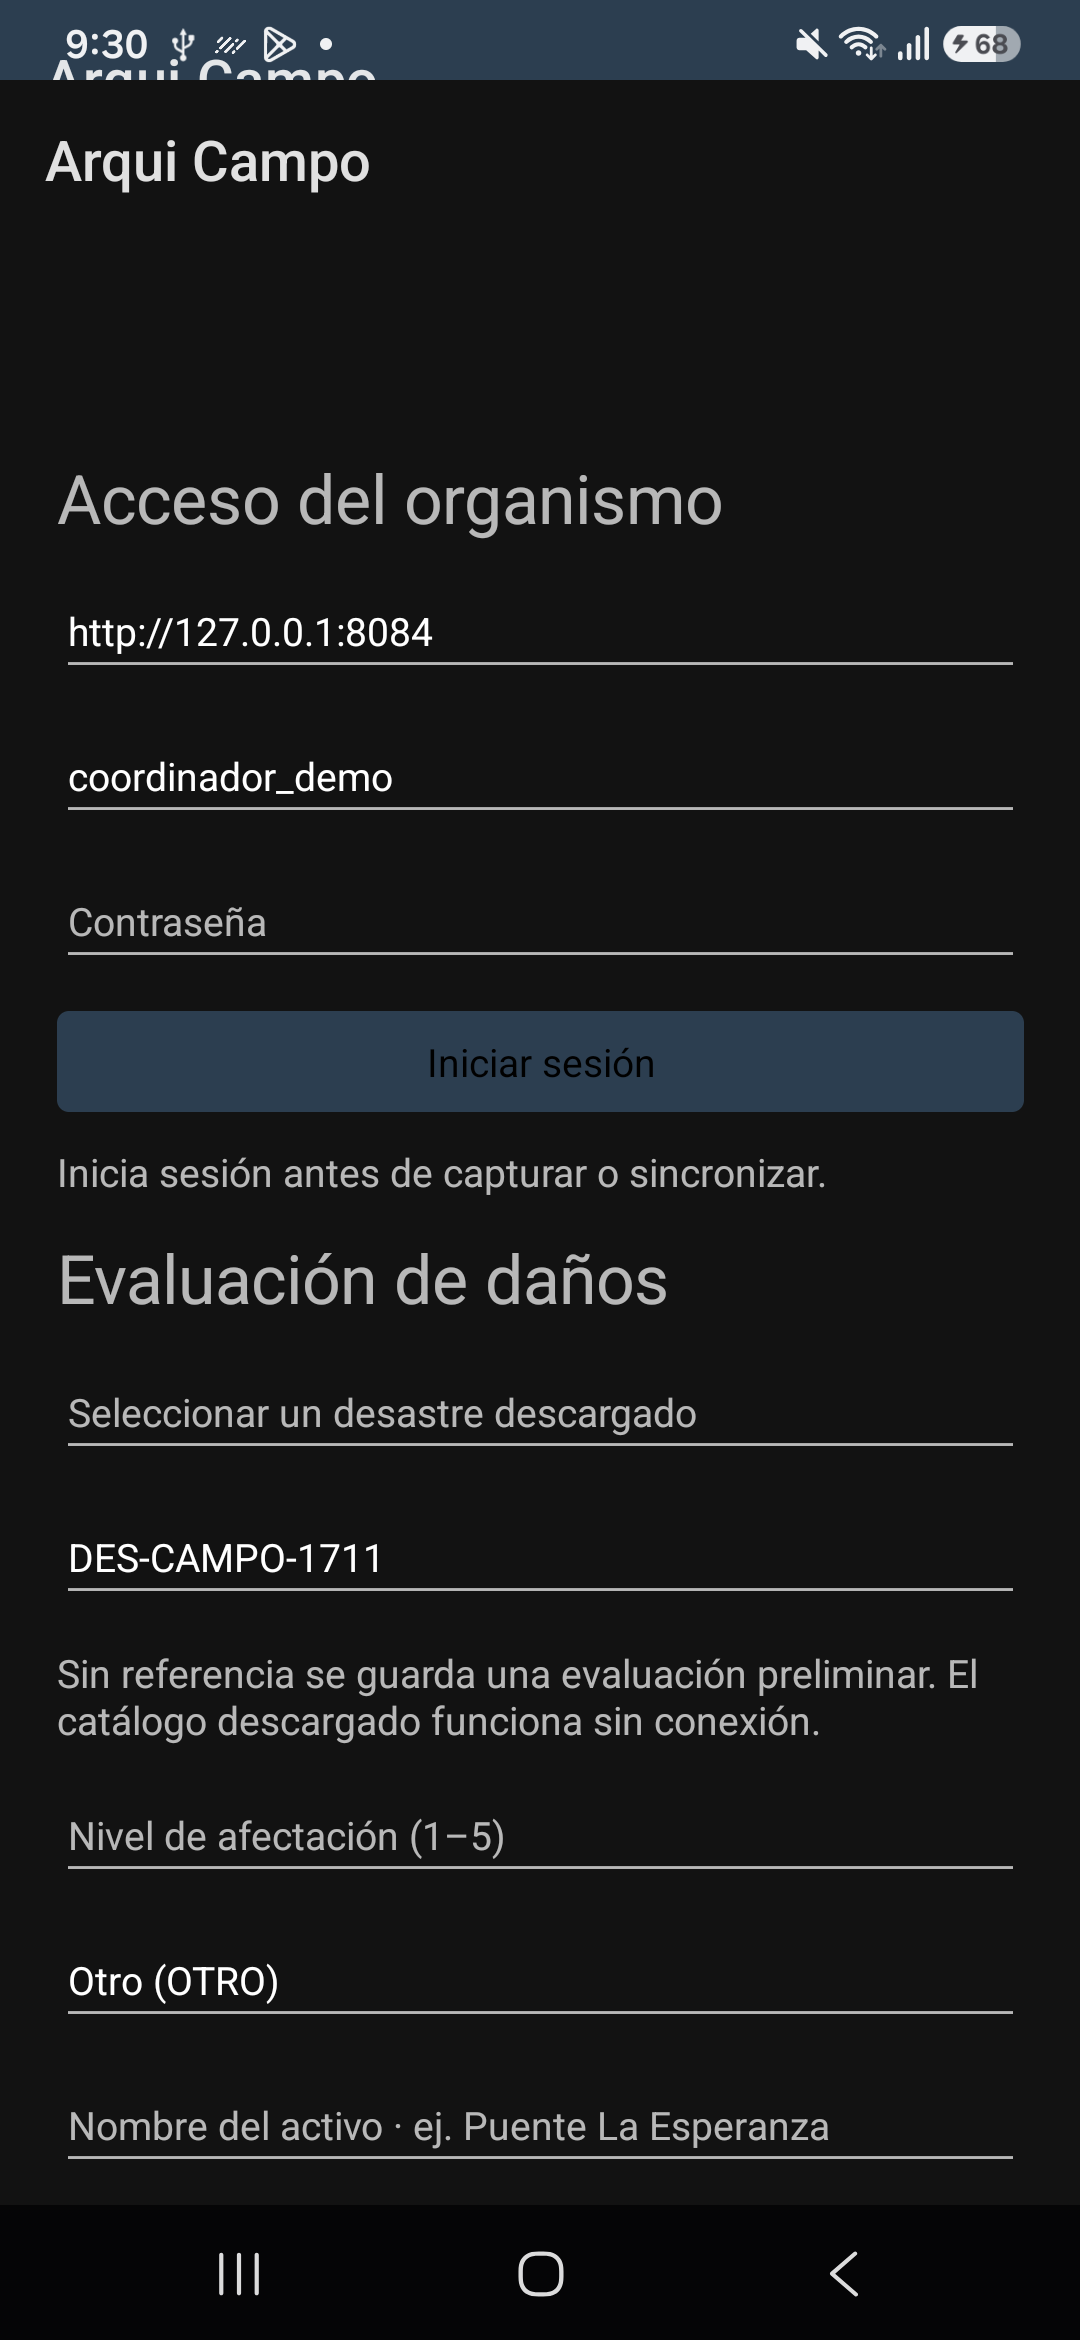 9:30
68
Arqui Campo
Arqui Campo
Acceso del organismo
http://127.0.0.1:8084
coordinador_demo
Contraseña
Iniciar sesión
Inicia sesión antes de capturar o sincronizar.
Evaluación de daños
Seleccionar un desastre descargado
DES-CAMPO-1711
Sin referencia se guarda una evaluación preliminar. El
catálogo descargado funciona sin conexión.
Nivel de afectación (1–5)
Otro (OTRO)
Nombre del activo · ej. Puente La Esperanza